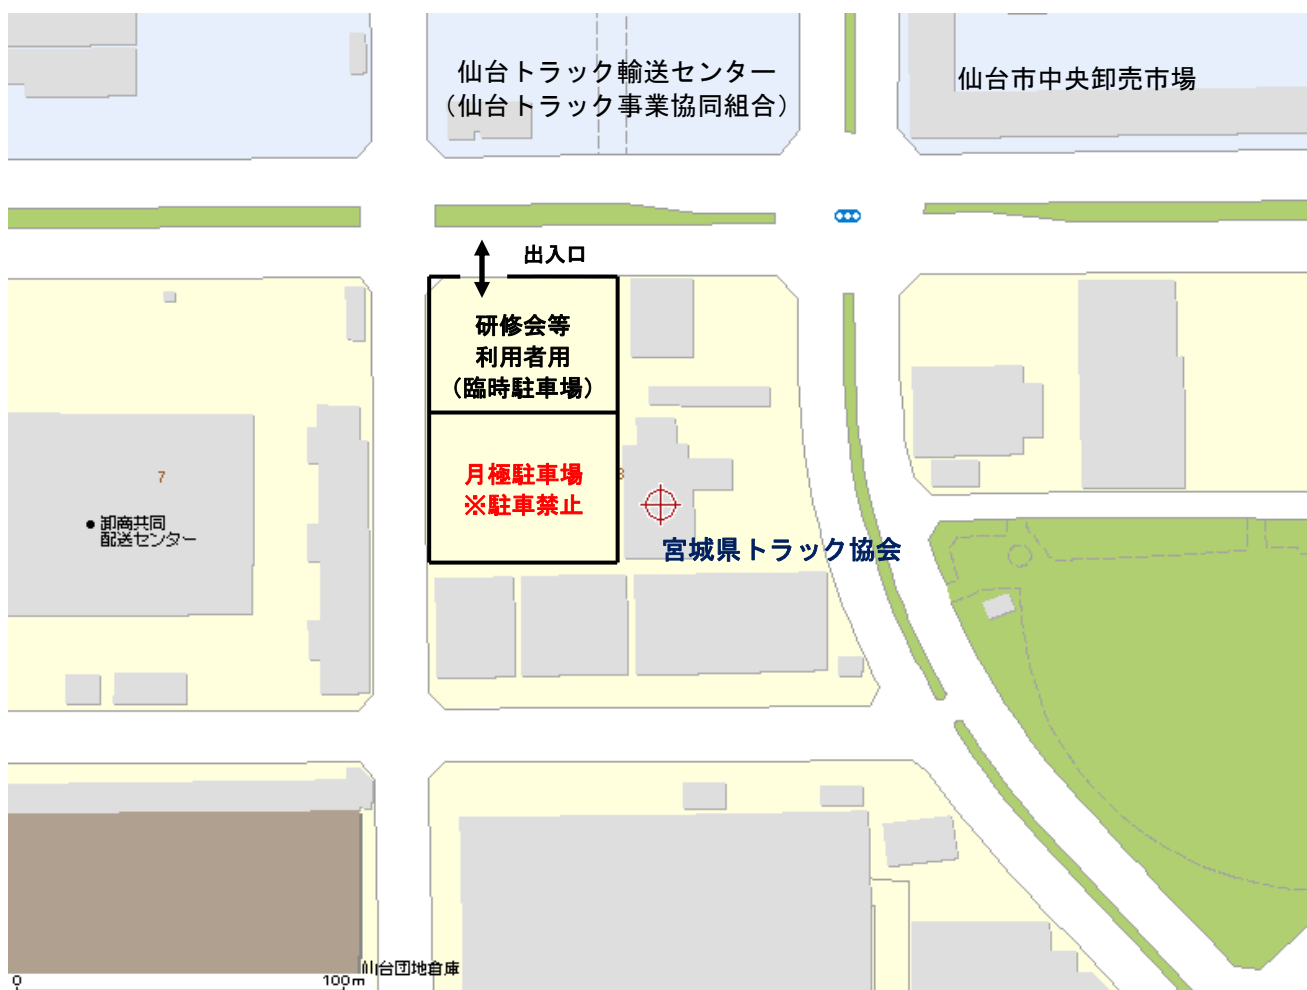 仙台トラック輸送センター
（仙台トラック事業協同組合）
仙台市中央卸売市場
出入口
研修会等
利用者用
（臨時駐車場）
月極駐車場
※駐車禁止
7
卸商共同
配送センター
宮城県トラック協会
仙台団地倉庫
0
100m